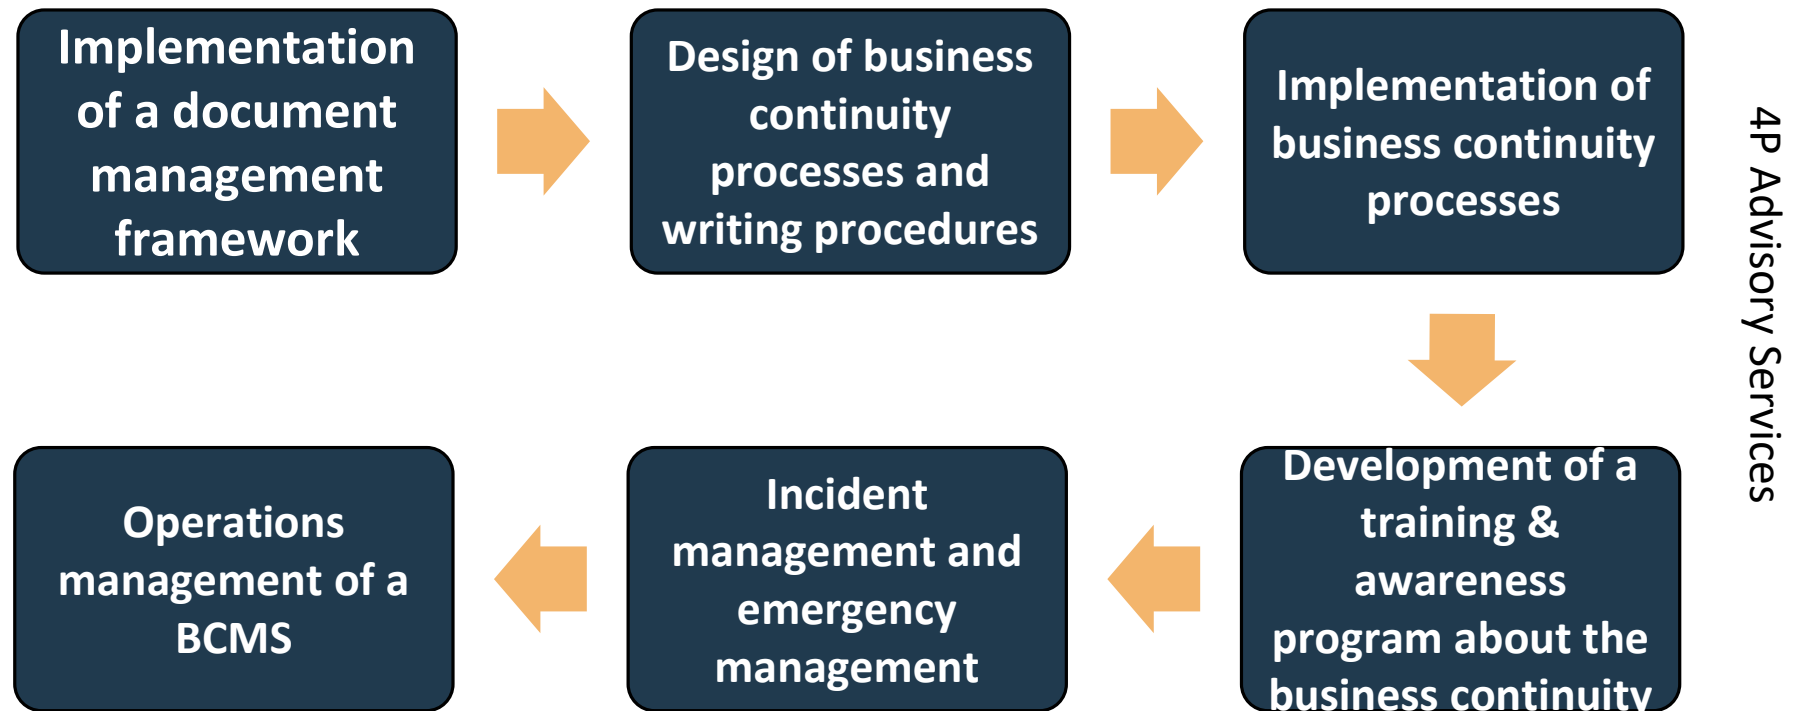 Implementation
of a document
management
framework
Design of business
continuity
processes and
writing procedures
Implementation of
business continuity
processes
Development of a
training &
awareness
program about the
business continuity
Incident
management and
emergency
management
Operations
management of a
BCMS
4P Advisory Services